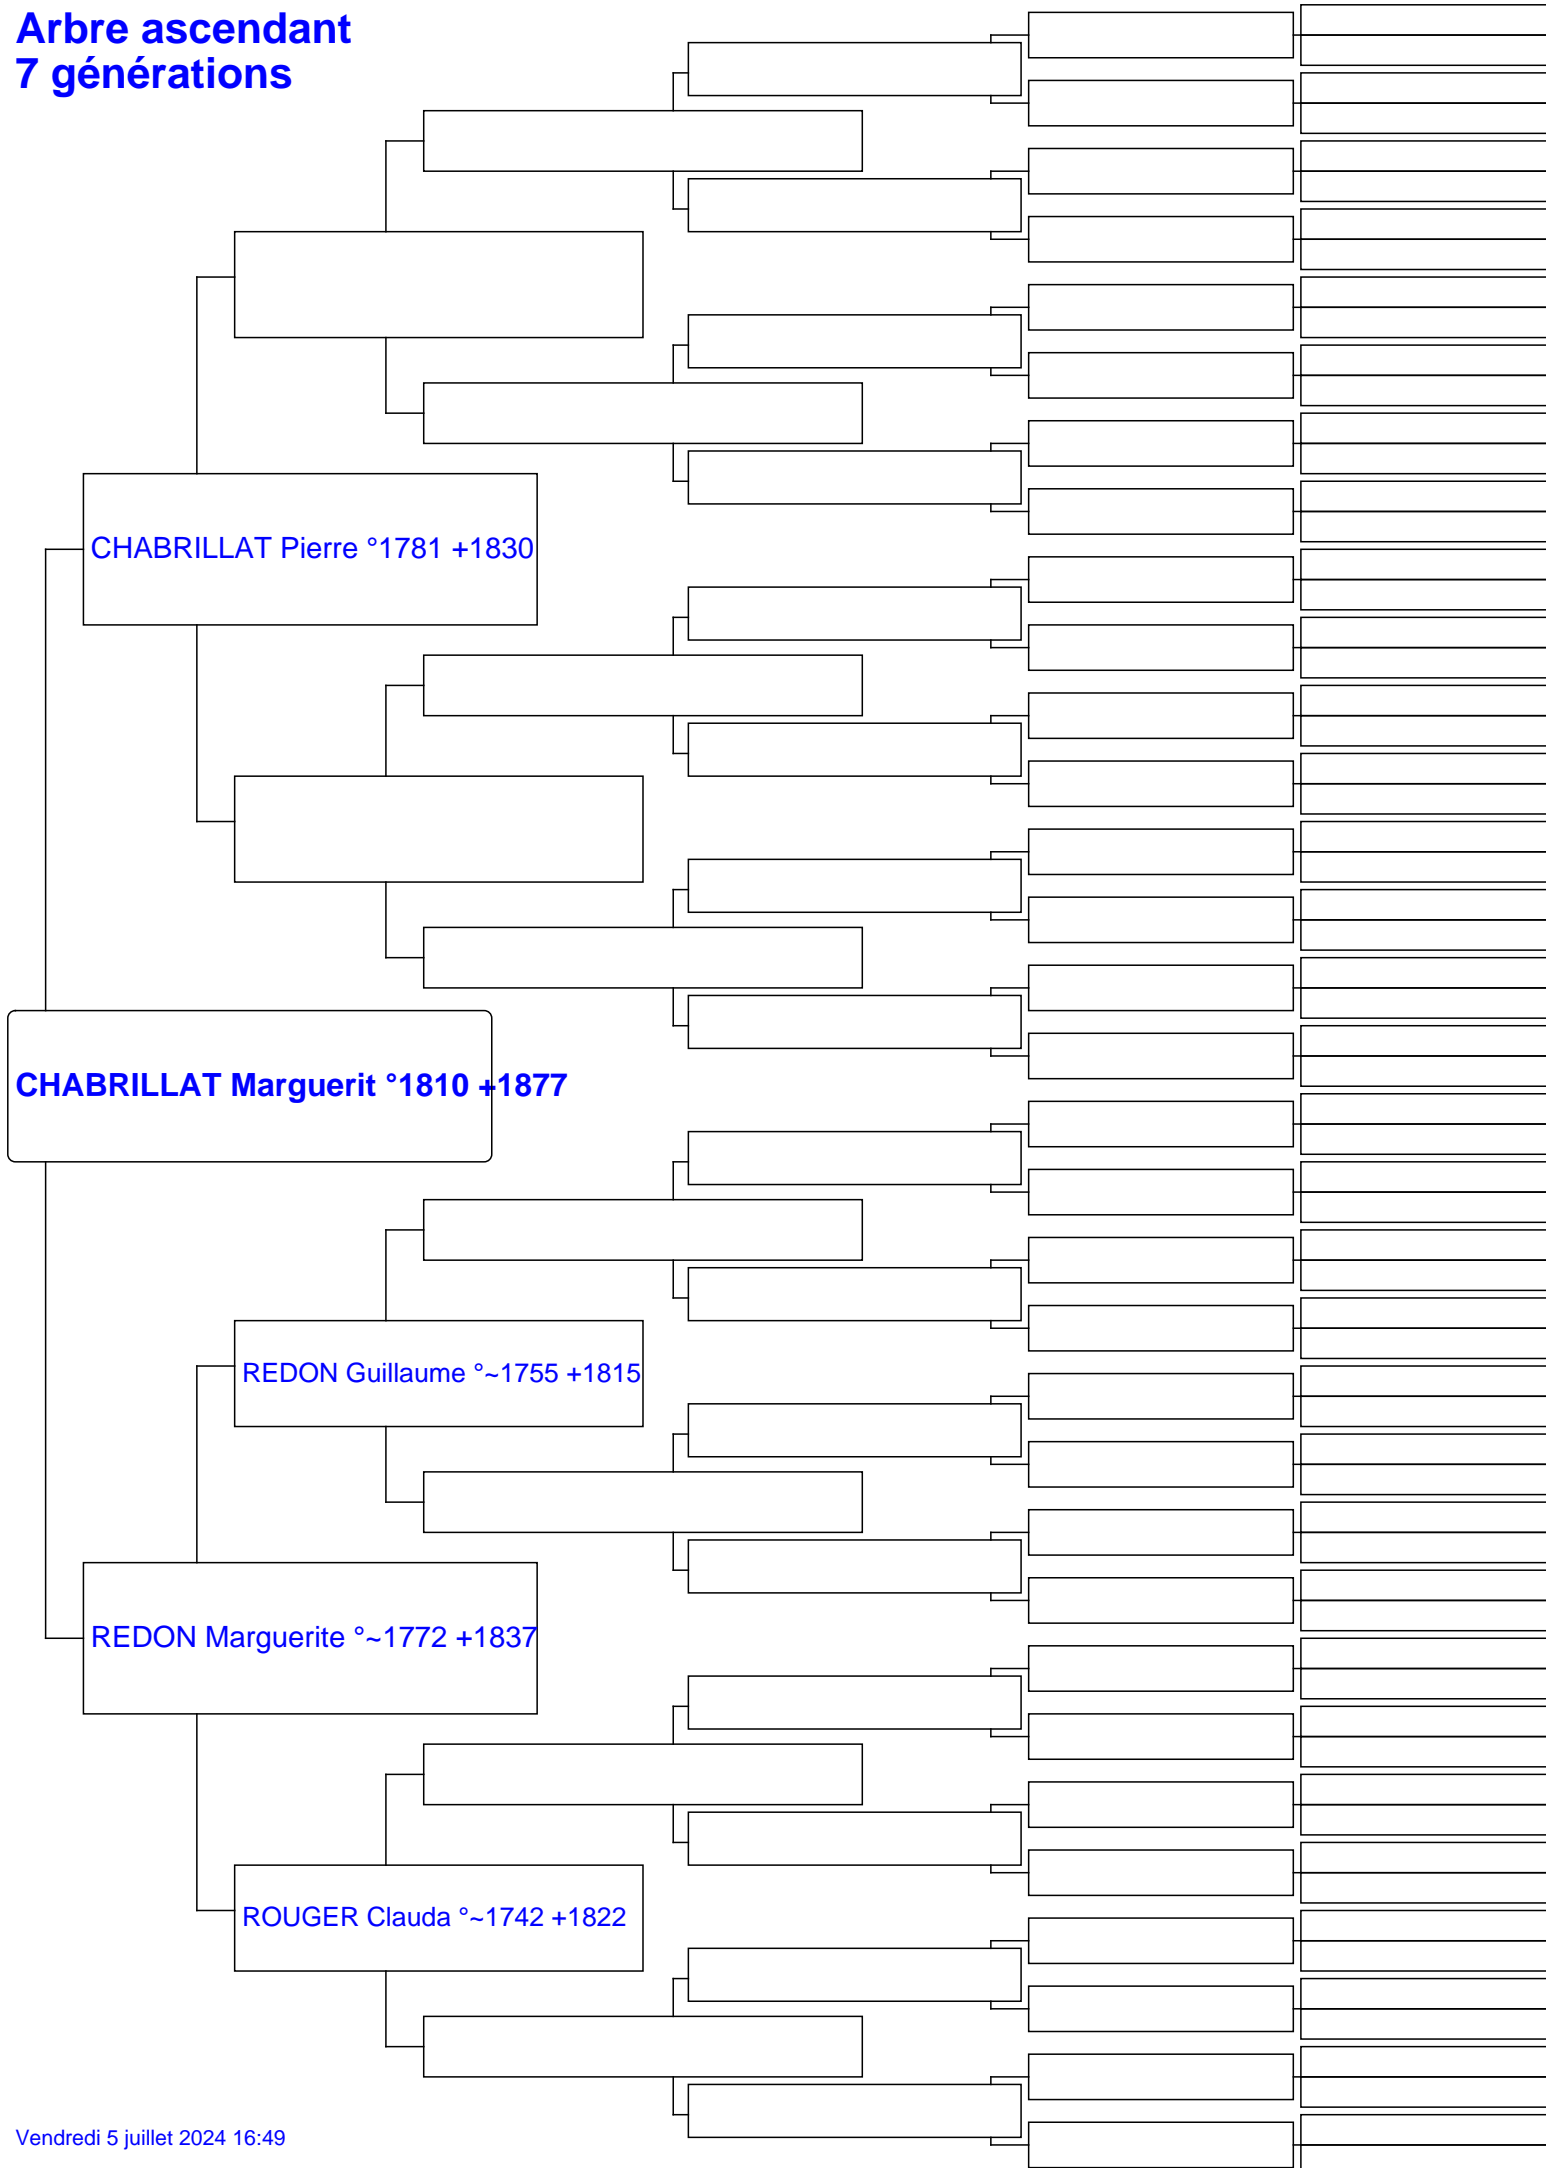 Arbre ascendant
7 générations
CHABRILLAT Pierre °1781 +1830
CHABRILLAT Marguerit °1810 +1877
REDON Guillaume °~1755 +1815
REDON Marguerite °~1772 +1837
ROUGER Clauda °~1742 +1822
Vendredi 5 juillet 2024 16:49